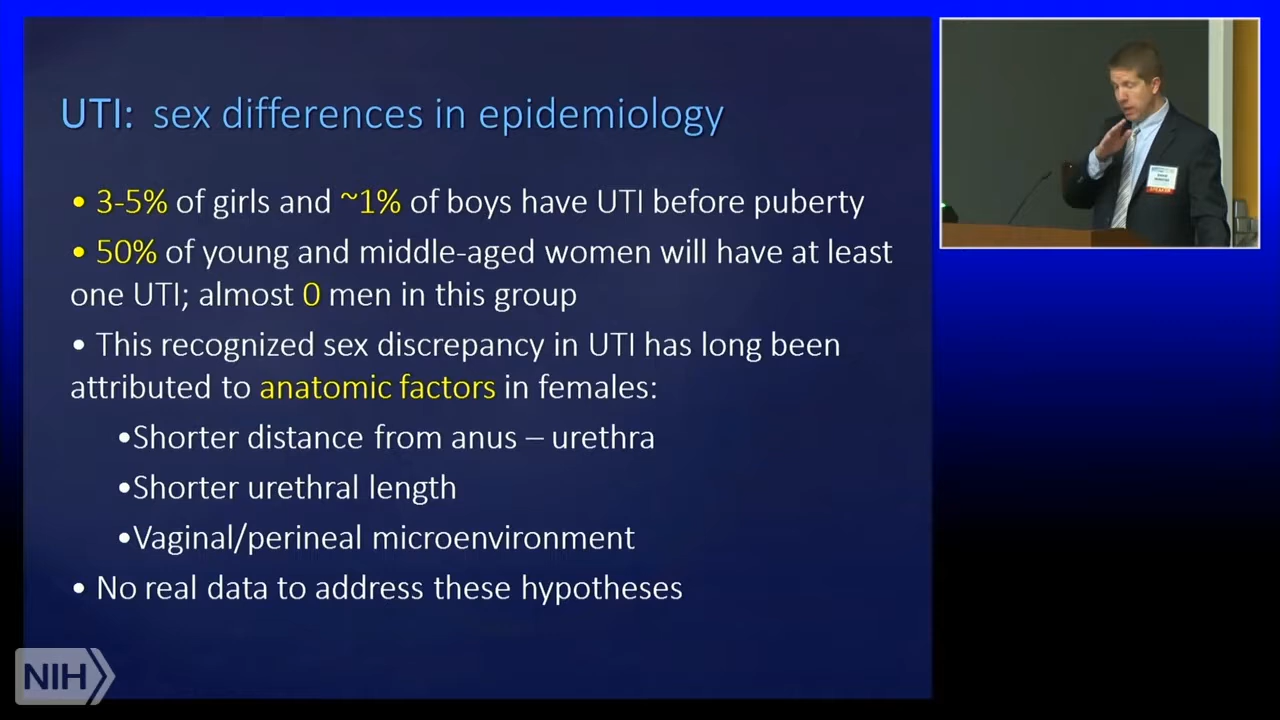 UTI: sex differences in epidemiology
• 3-5% of girls and ~1% of boys have UTI before puberty
• 50% of young and middle-aged women will have at least
one UTI; almost 0 men in this group
• This recognized sex discrepancy in UTI has long been
attributed to anatomic factors in females:
•Shorter distance from anus – urethra
•Shorter urethral length
•Vaginal/perineal microenvironment
• No real data to address these hypotheses
NIH
SPEAKER